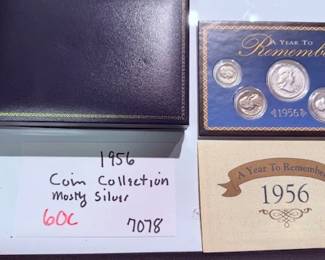 A YEAR TO
Remember
1956
1956
Coin Collection
Mostly Silver
60C 7078
A Year To Remember
1956